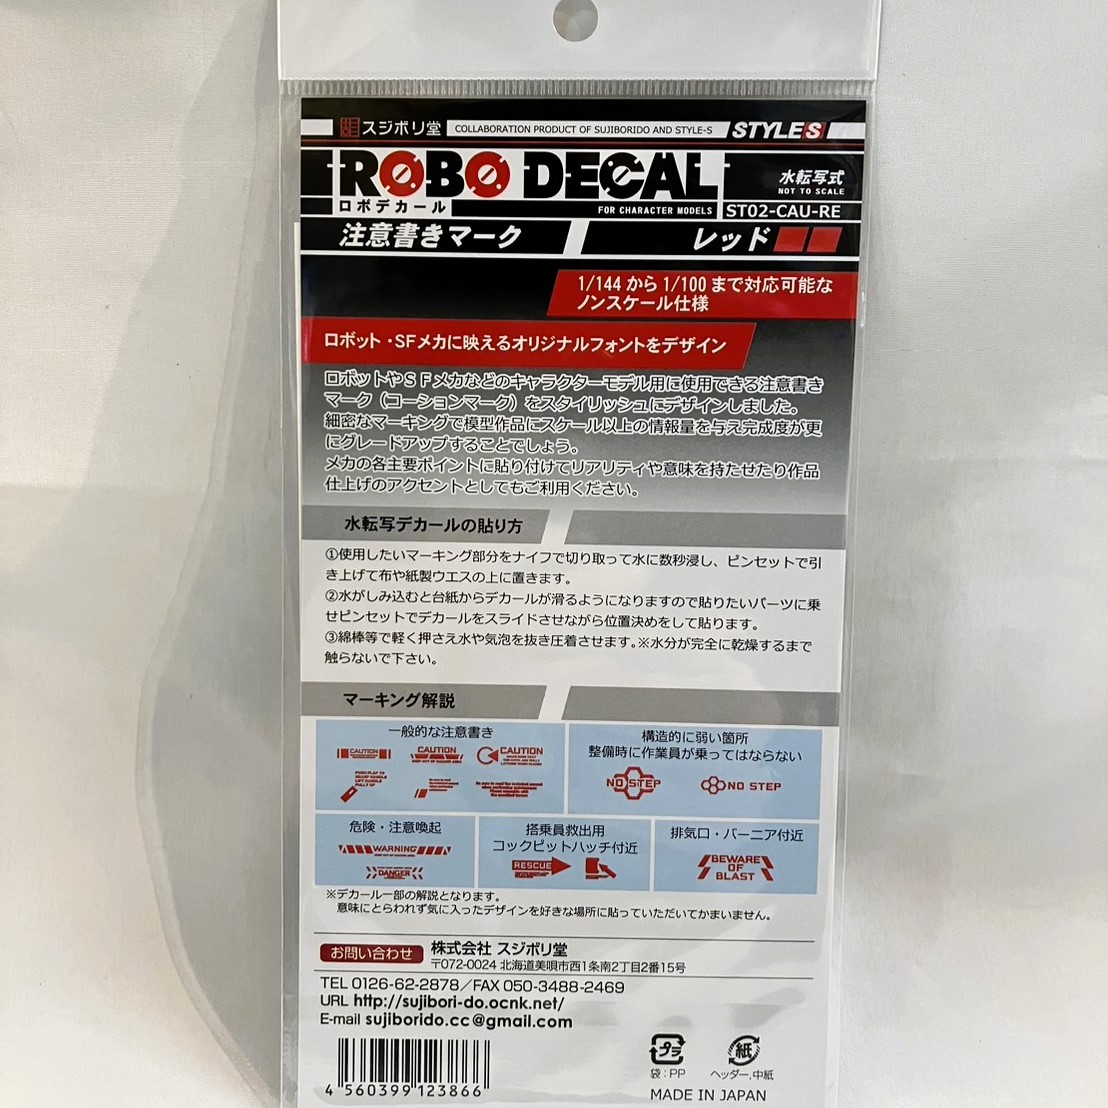 スジボリ堂 COLLABORATION PRODUCT OF SUJIBORIDO AND STYLE-S STYLE S
ROBO DECAL
水転写式
NOT TO SCALE
ロボデカール
FOR CHARACTER MODELS
ST02-CAU-RE
注意書きマーク レッド
1/144 から 1/100 まで対応可能な
ノンスケール仕様
ロボット・SFメカに映えるオリジナルフォントをデザイン
ロボットやSFメカなどのキャラクターモデル用に使用できる注意書き
マーク（コーションマーク）をスタイリッシュにデザインしました。
細密なマーキングで模型作品にスケール以上の情報量を与え完成度が更
にグレードアップすることでしょう。
メカの各主要ポイントに貼り付けてリアリティや意味を持たせたり作品
仕上げのアクセントとしてもご利用ください。
水転写デカールの貼り方
①使用したいマーキング部分をナイフで切り取って水に数秒浸し、ピンセットで引
き上げて布や紙製ウエスの上に置きます。
②水がしみ込むと台紙からデカールが滑るようになりますので貼りたいパーツに乗
せピンセットでデカールをスライドさせながら位置決めをして貼ります。
③綿棒等で軽く押さえ水や気泡を抜き圧着させます。※水分が完全に乾燥するまで
触らないで下さい。
マーキング解説
一般的な注意書き
CAUTION
CAUTION
CAUTION
構造的に弱い箇所
整備時に作業員が乗ってはならない
NO STEP
NO STEP
危険・注意喚起
WARNING
DANGER
搭乗員救出用
コックピットハッチ付近
RESCUE
排気口・バーニア付近
BEWARE
OF
BLAST
※デカール一部の解説となります。
意味にとらわれず気に入ったデザインを好きな場所に貼っていただいてかまいません。
お問い合わせ 株式会社 スジボリ堂
〒072-0024 北海道美唄市西1条南2丁目2番15号
TEL 0126-62-2878／FAX 050-3488-2469
URL http://sujibori-do.ocnk.net/
E-mail sujiborido.cc@gmail.com
4 560399 123866
プラ
袋：PP
紙
ヘッダー,中紙
MADE IN JAPAN